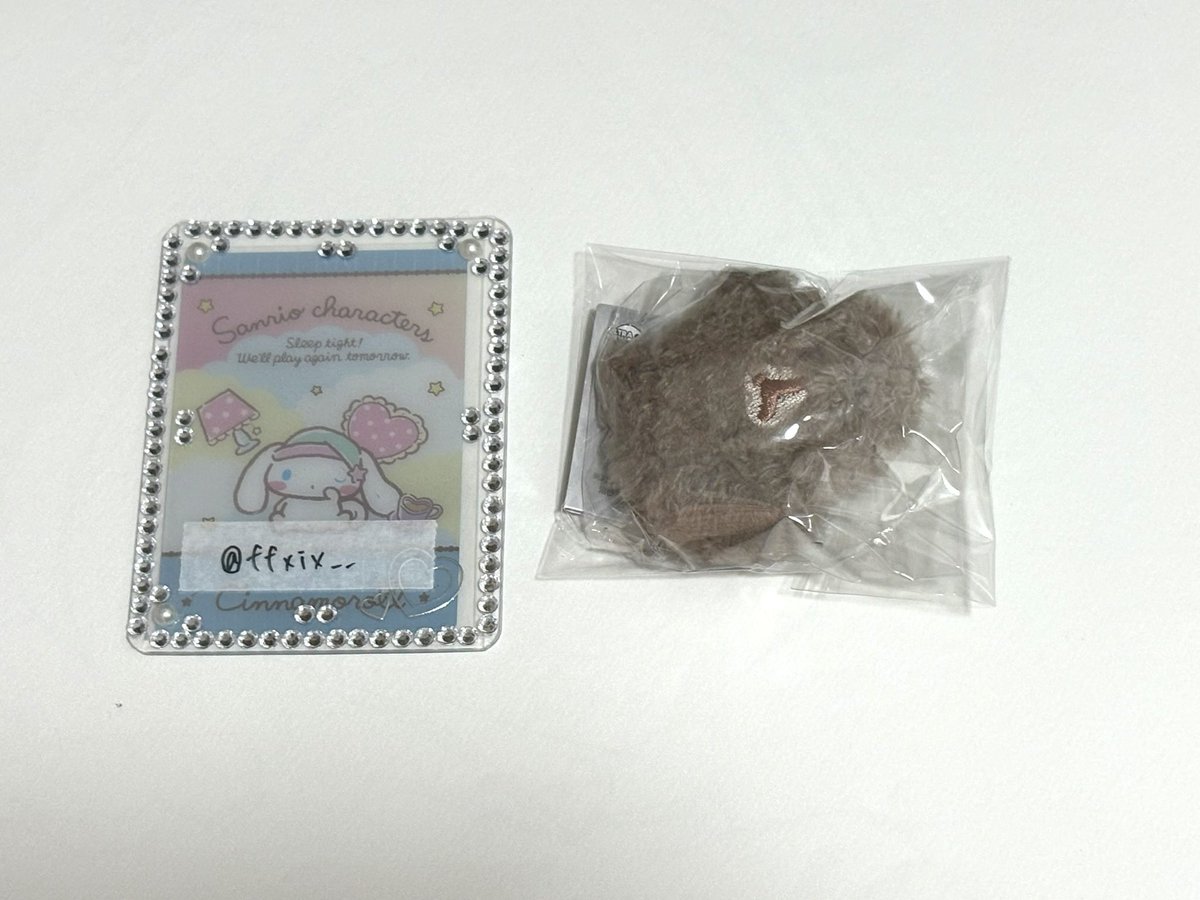 Sanrio characters
Sleep tight!
We'll play again tomorrow.
@ffxix__
Cinnamoroll